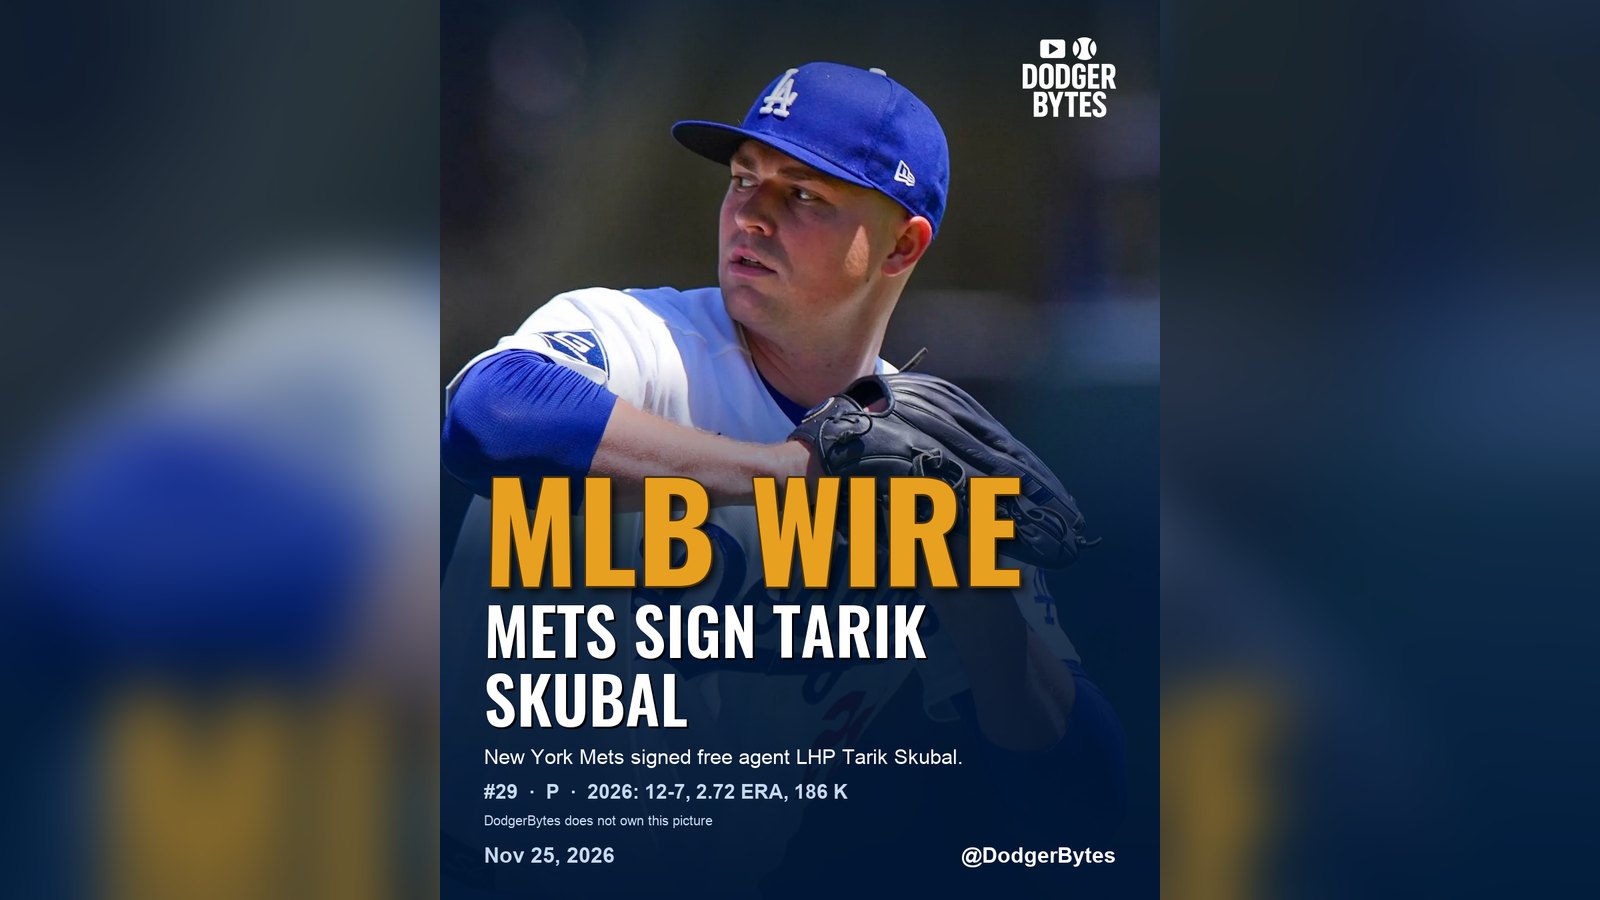 LA
DODGER
BYTES
MLB WIRE
METS SIGN TARIK
SKUBAL
New York Mets signed free agent LHP Tarik Skubal.
#29 · P · 2026: 12-7, 2.72 ERA, 186 K
DodgerBytes does not own this picture
Nov 25, 2026
@DodgerBytes